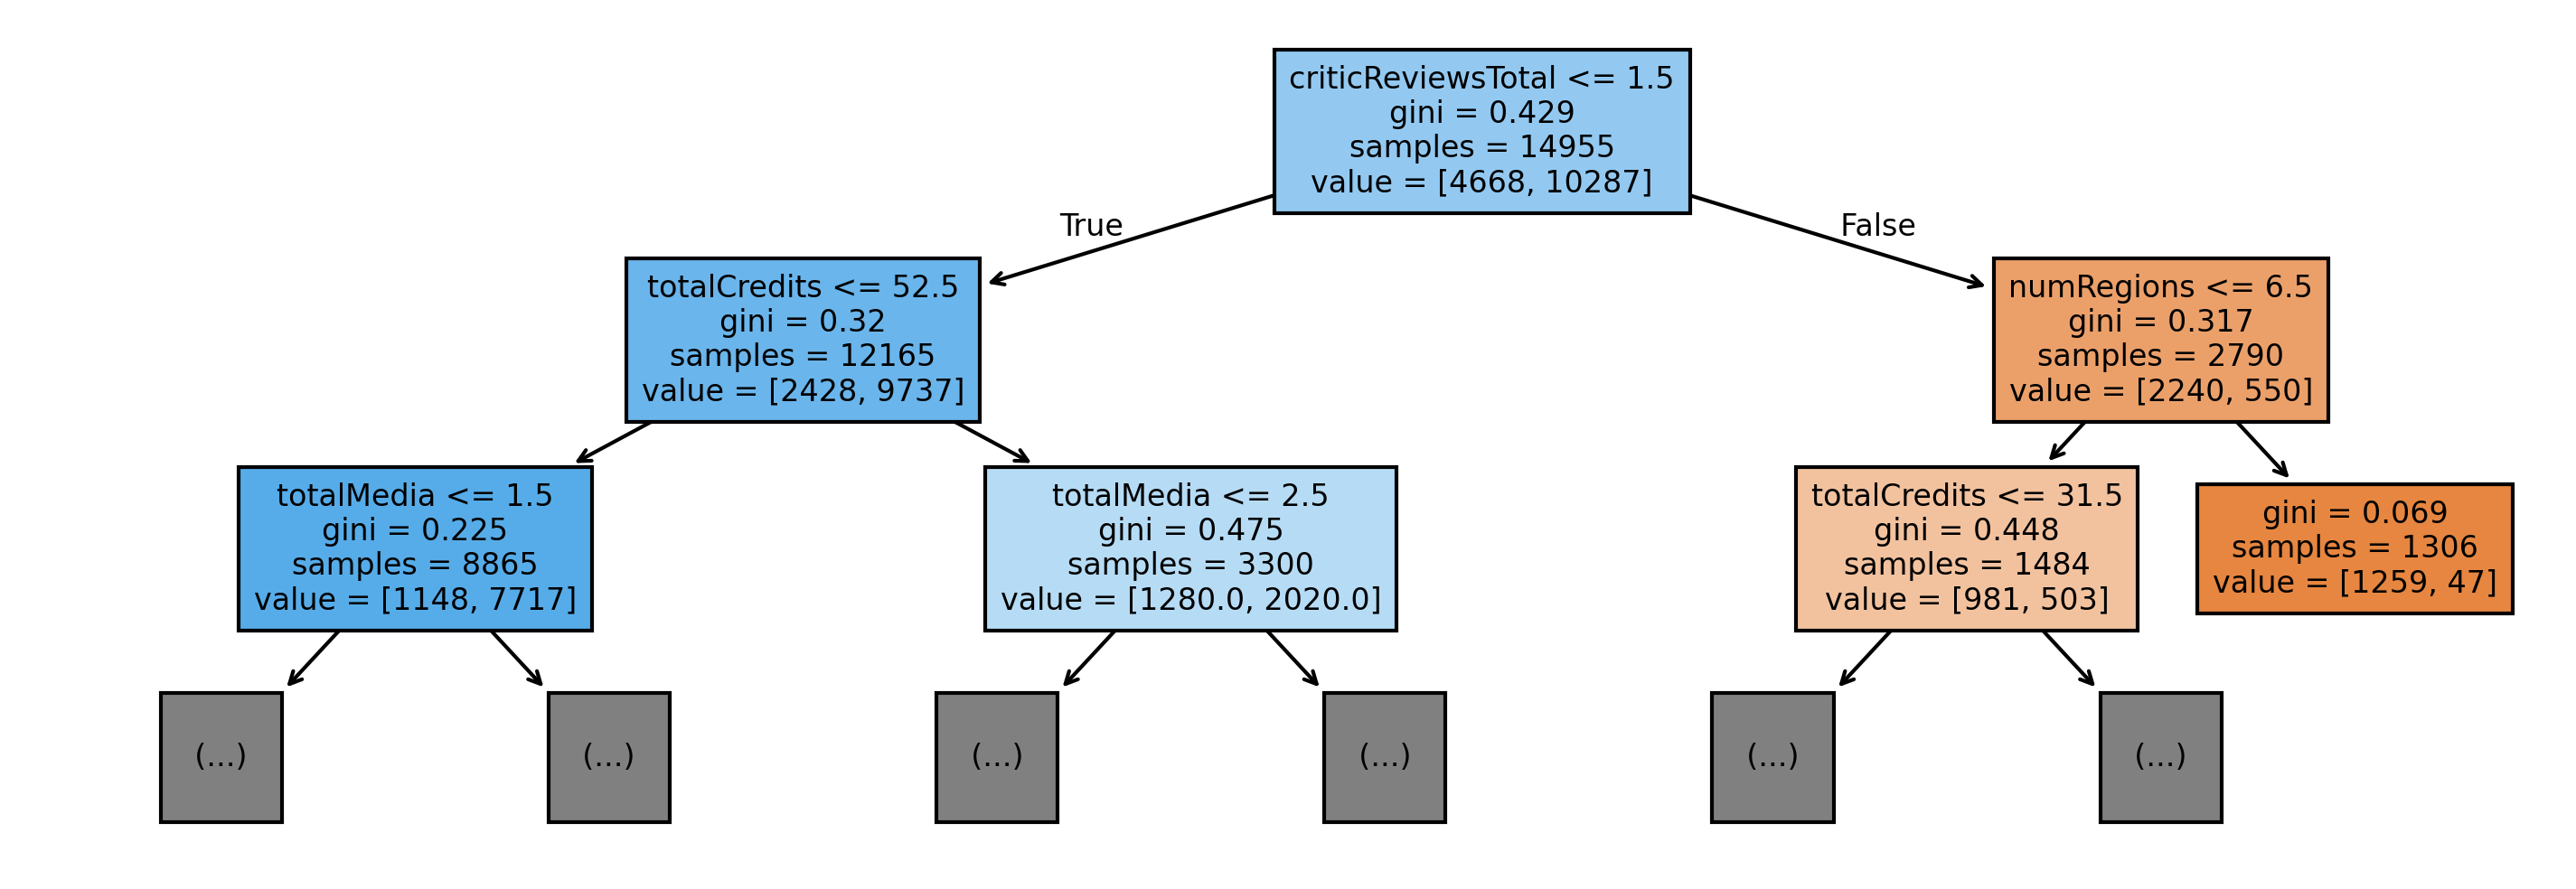 criticReviewsTotal <= 1.5
gini = 0.429
samples = 14955
value = [4668, 10287]
True
False
totalCredits <= 52.5
gini = 0.32
samples = 12165
value = [2428, 9737]
numRegions <= 6.5
gini = 0.317
samples = 2790
value = [2240, 550]
totalMedia <= 1.5
gini = 0.225
samples = 8865
value = [1148, 7717]
totalMedia <= 2.5
gini = 0.475
samples = 3300
value = [1280.0, 2020.0]
totalCredits <= 31.5
gini = 0.448
samples = 1484
value = [981, 503]
gini = 0.069
samples = 1306
value = [1259, 47]
(...)
(...)
(...)
(...)
(...)
(...)